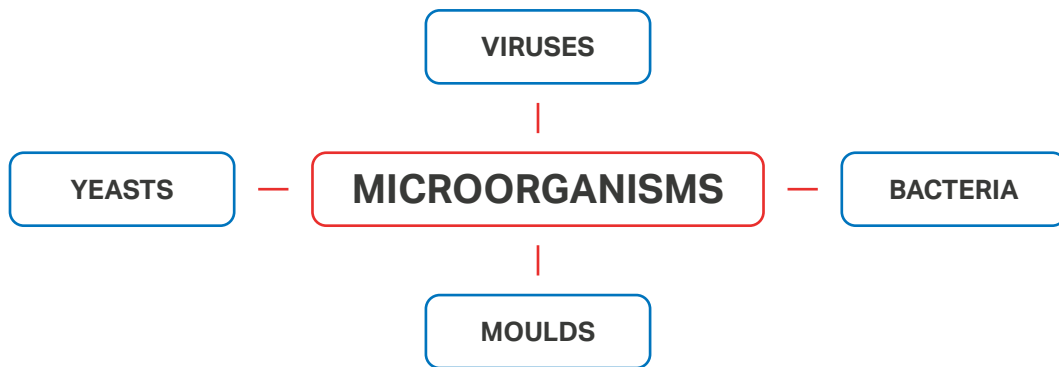 VIRUSES
YEASTS
MICROORGANISMS
BACTERIA
MOULDS